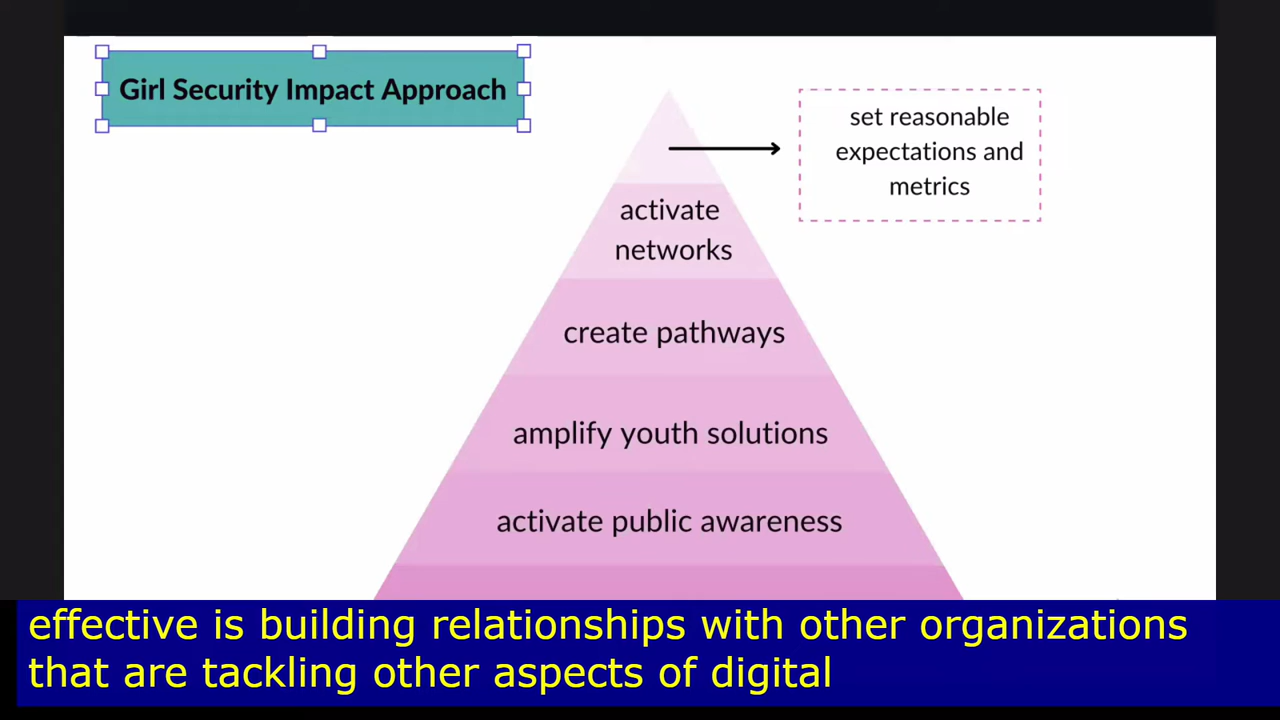 Girl Security Impact Approach
set reasonable
expectations and
metrics
activate
networks
create pathways
amplify youth solutions
activate public awareness
effective is building relationships with other organizations
that are tackling other aspects of digital